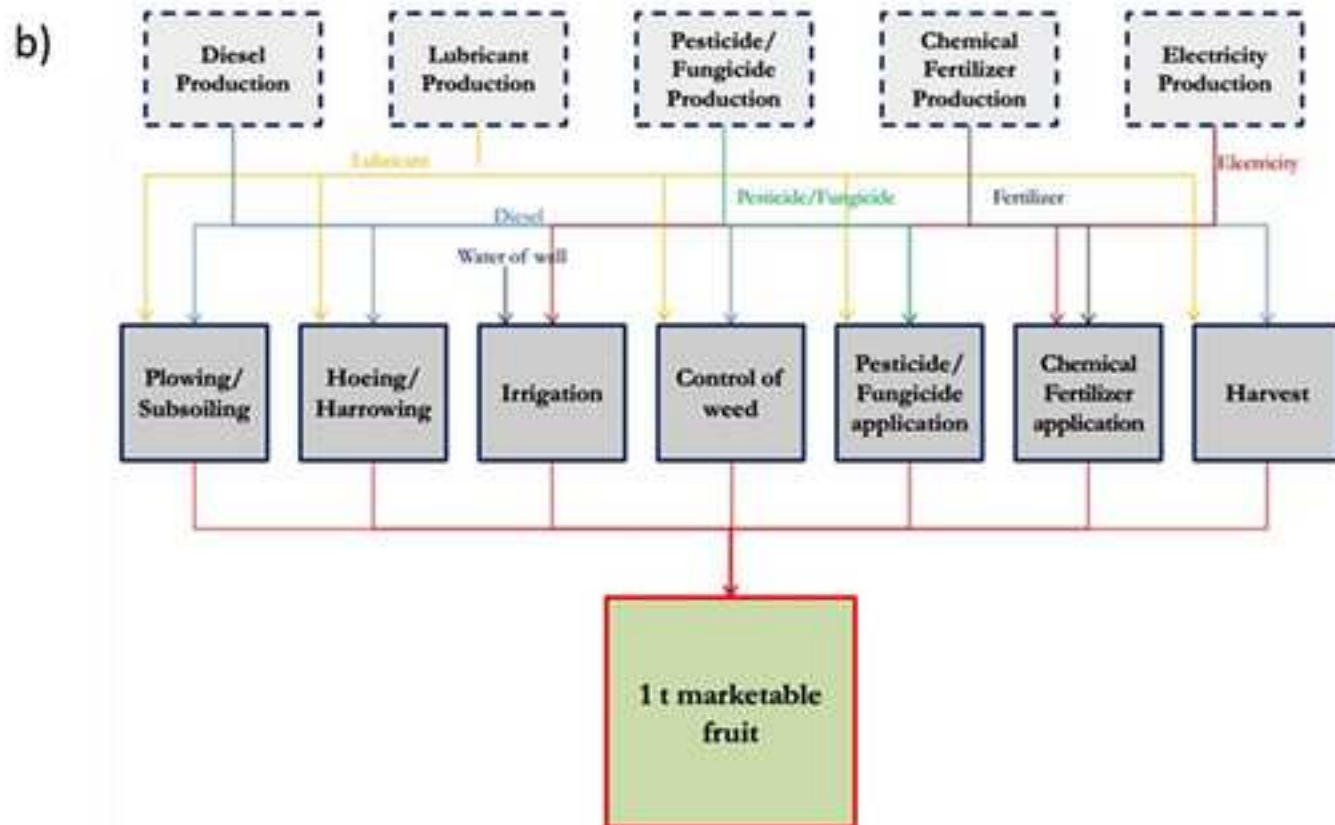 b)
Diesel
Production
Lubricant
Production
Pesticide/
Fungicide
Production
Chemical
Fertilizer
Production
Electricity
Production
Lubricant
Electricity
Pesticide/Fungicide
Fertilizer
Diesel
Water of well
Plowing/
Subsoiling
Hoeing/
Harrowing
Irrigation
Control of
weed
Pesticide/
Fungicide
application
Chemical
Fertilizer
application
Harvest
1 t marketable
fruit